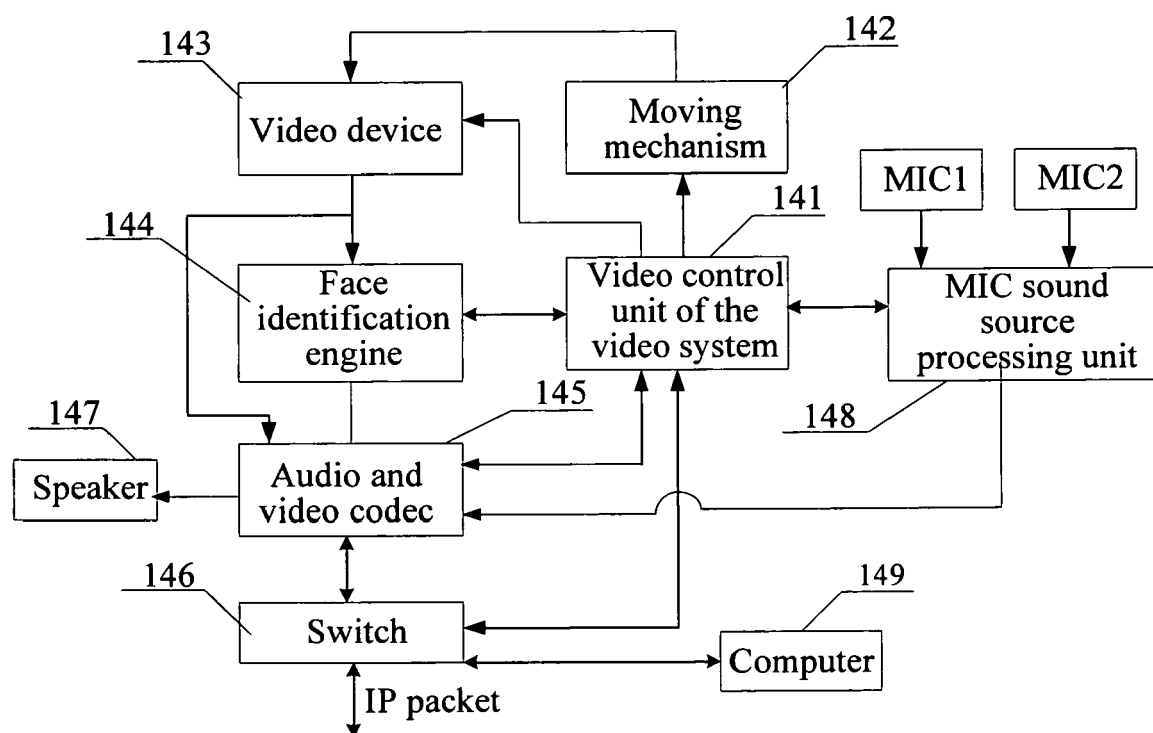 143
142
Video device
Moving
mechanism
MIC1
MIC2
144
141
Face
identification
engine
Video control
unit of the
video system
MIC sound
source
processing unit
145
147
148
Speaker
Audio and
video codec
146
149
Switch
Computer
IP packet